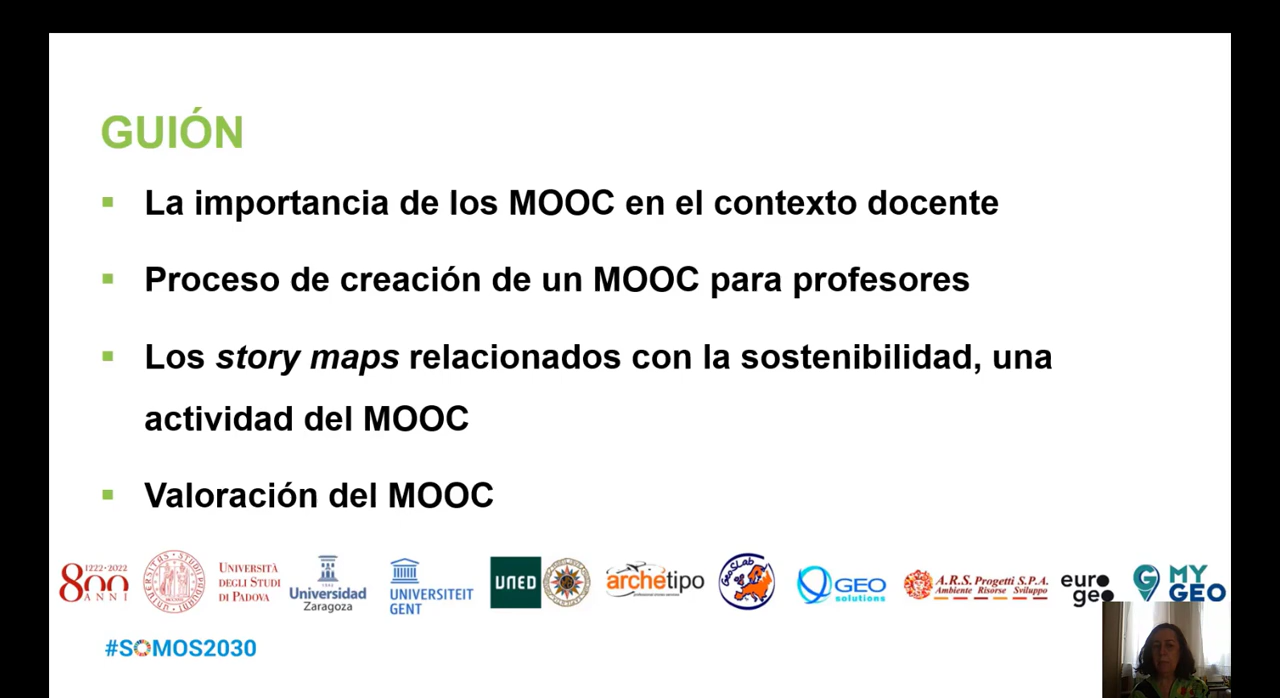 GUIÓN
La importancia de los MOOC en el contexto docente
Proceso de creación de un MOOC para profesores
Los story maps relacionados con la sostenibilidad, una
actividad del MOOC
Valoración del MOOC
1222·2022
800
ANNI
UNIVERSITÀ
DEGLI STUDI
DI PADOVA
Universidad
Zaragoza
UNIVERSITEIT
GENT
UNED
archetipo
GeoSLab
GEO
solutions
A.R.S. Progetti S.P.A.
Ambiente Risorse Sviluppo
euro
geo
MY
GEO
#SOMOS2030